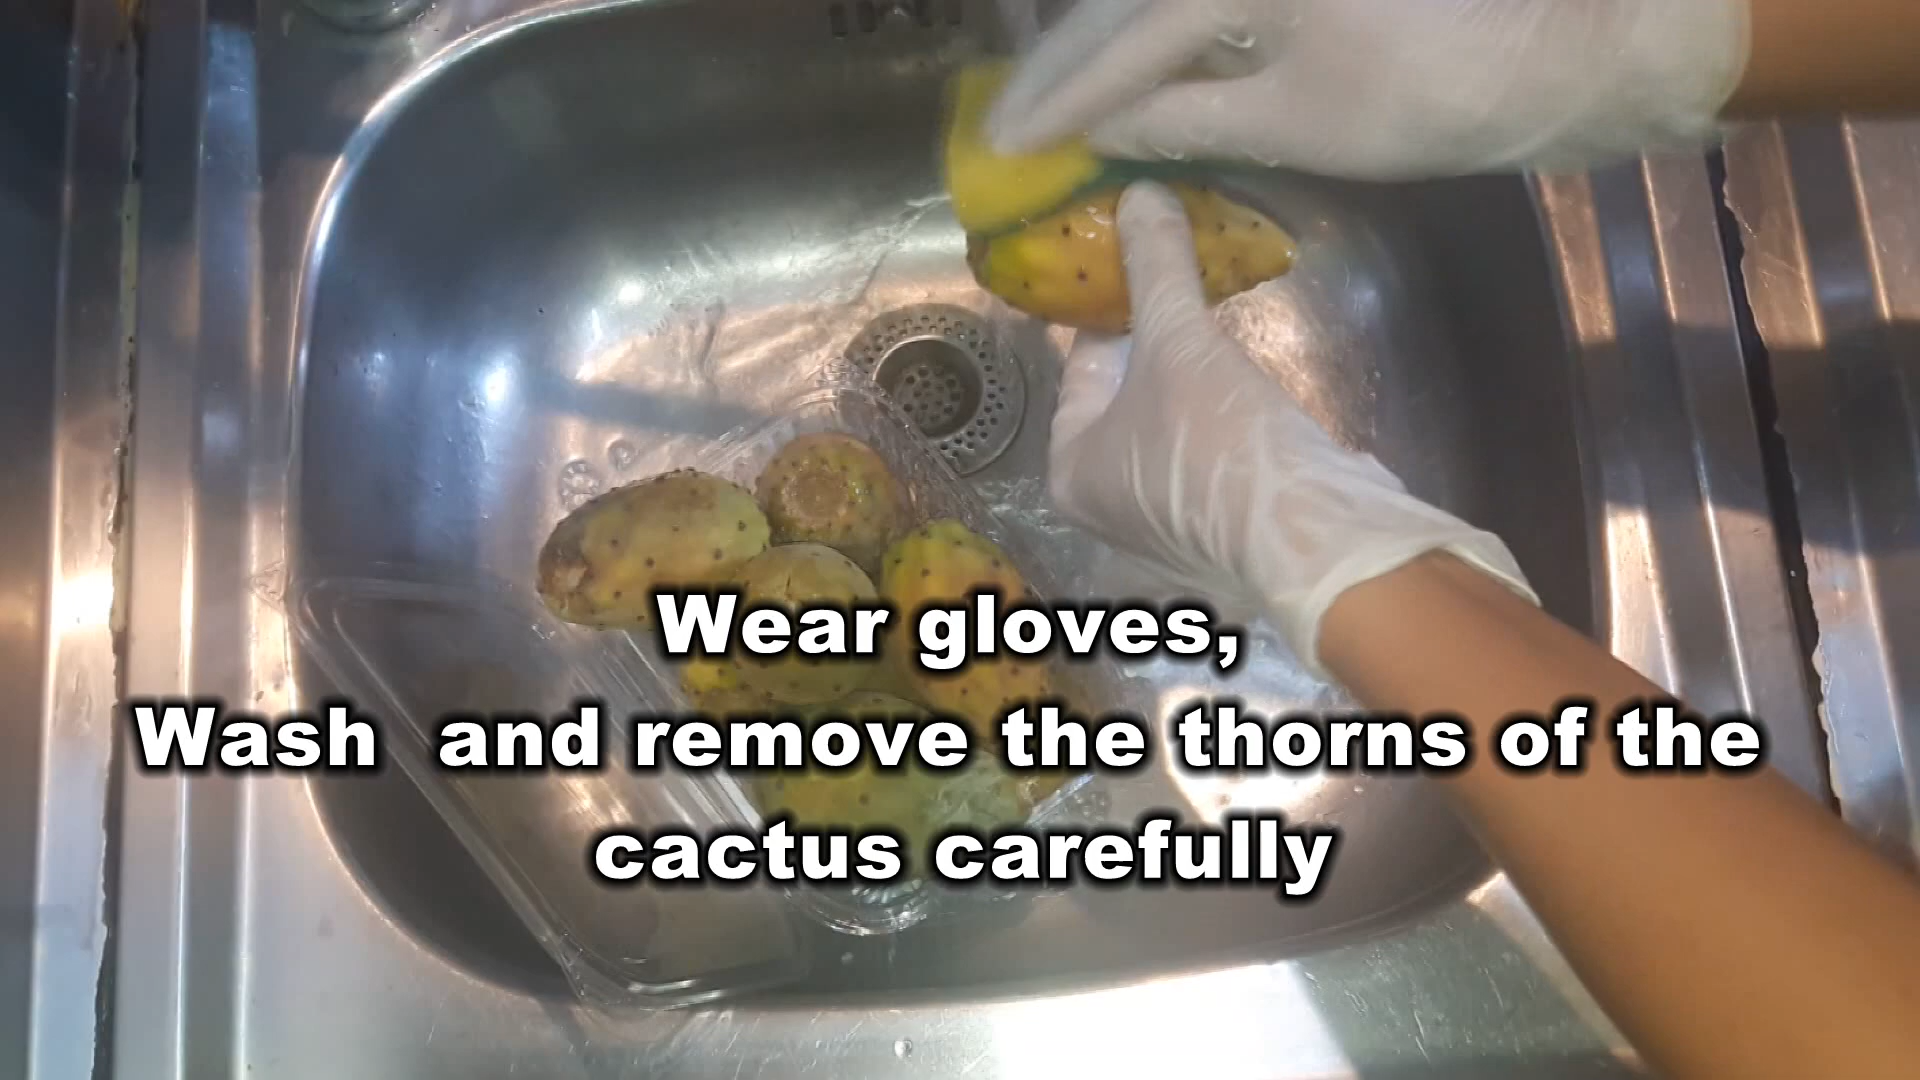 Wear gloves,
Wash  and remove the thorns of the
cactus carefully